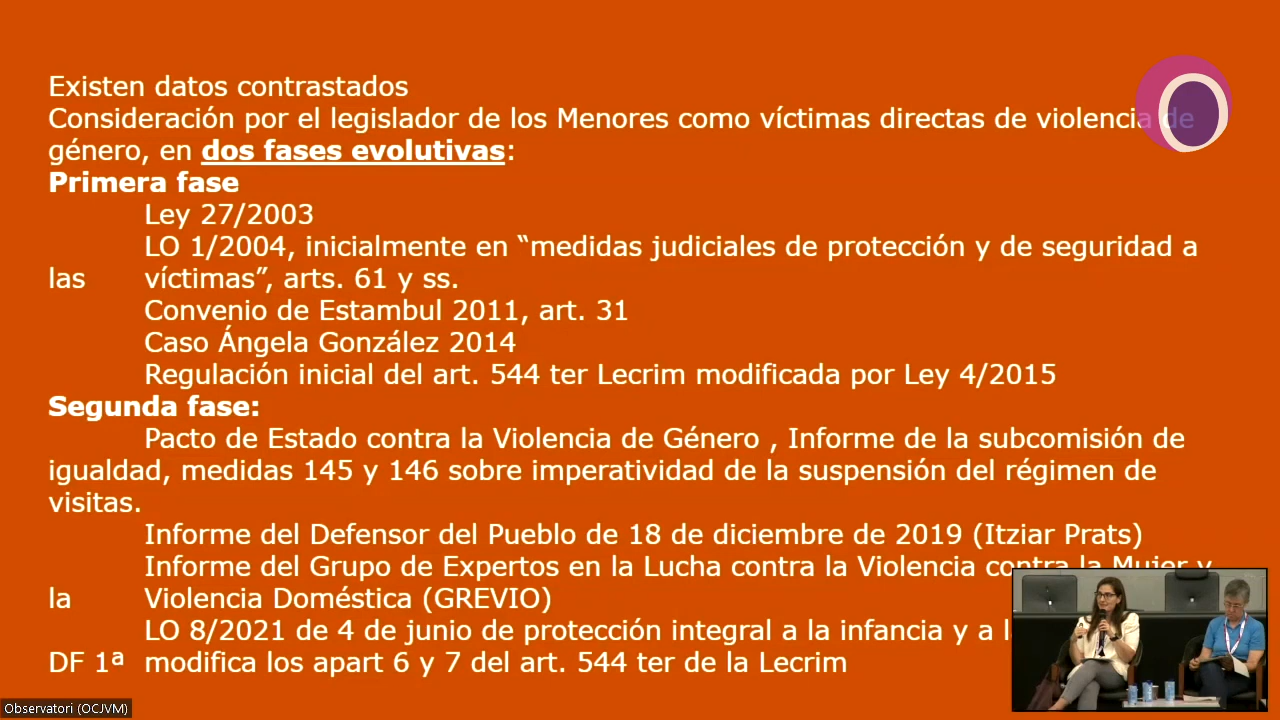 Existen datos contrastados
Consideración por el legislador de los Menores como víctimas directas de violencia de
género, en dos fases evolutivas:
Primera fase
Ley 27/2003
LO 1/2004, inicialmente en “medidas judiciales de protección y de seguridad a
las víctimas”, arts. 61 y ss.
Convenio de Estambul 2011, art. 31
Caso Ángela González 2014
Regulación inicial del art. 544 ter Lecrim modificada por Ley 4/2015
Segunda fase:
Pacto de Estado contra la Violencia de Género , Informe de la subcomisión de
igualdad, medidas 145 y 146 sobre imperatividad de la suspensión del régimen de
visitas.
Informe del Defensor del Pueblo de 18 de diciembre de 2019 (Itziar Prats)
Informe del Grupo de Expertos en la Lucha contra la Violencia contra la Mujer y
la Violencia Doméstica (GREVIO)
LO 8/2021 de 4 de junio de protección integral a la infancia y a
DF 1ª modifica los apart 6 y 7 del art. 544 ter de la Lecrim
Observatori (OCJVM)